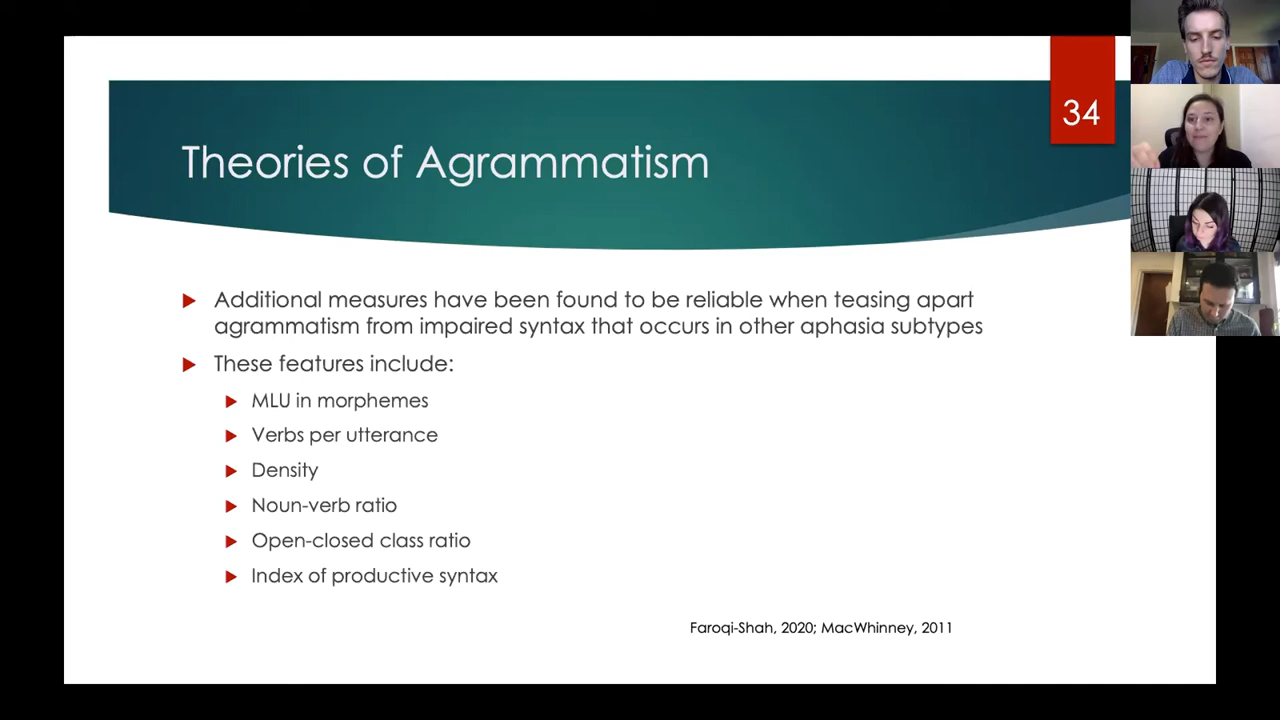 34
Theories of Agrammatism
Additional measures have been found to be reliable when teasing apart
agrammatism from impaired syntax that occurs in other aphasia subtypes
These features include:
MLU in morphemes
Verbs per utterance
Density
Noun-verb ratio
Open-closed class ratio
Index of productive syntax
Faroqi-Shah, 2020; MacWhinney, 2011